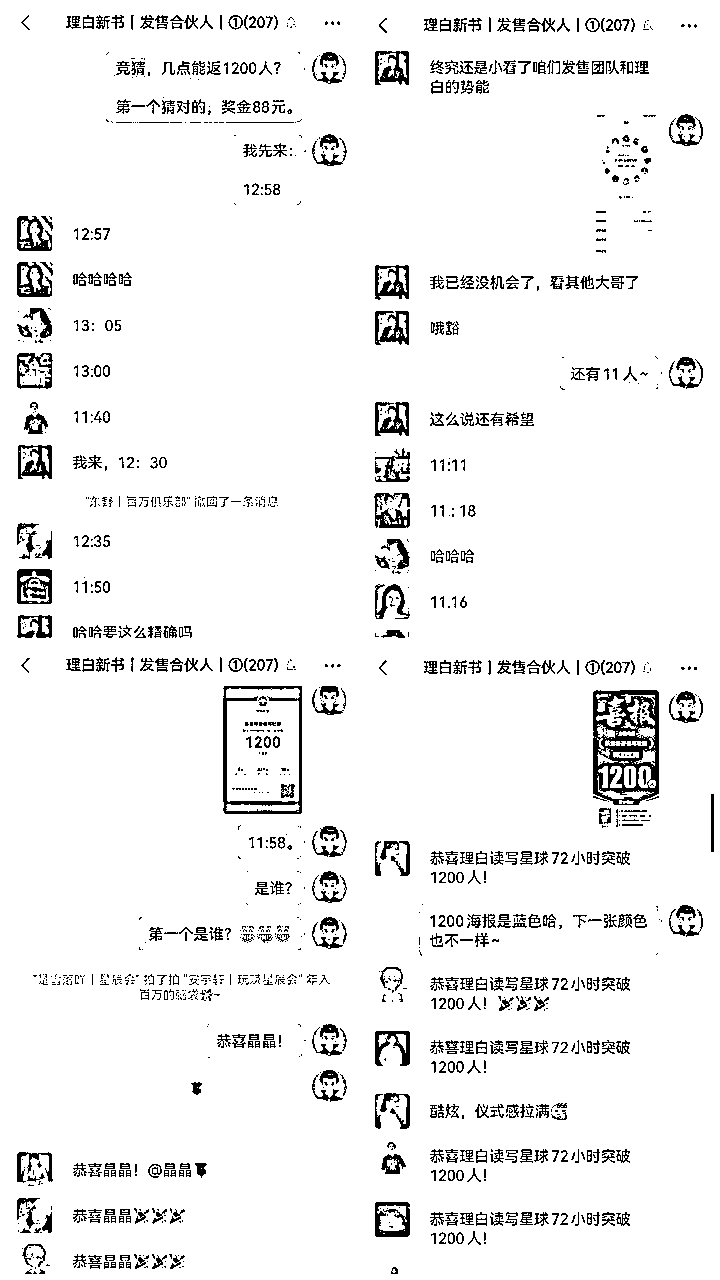 理白新书丨发售合伙人丨①(207)
竞猜，几点能返1200人？
第一个猜对的，奖金88元。
我先来：
12:58
12:57
哈哈哈哈
13：05
13:00
11:40
我来，12：30
"东野丨百万俱乐部" 撤回了一条消息
12:35
11:50
哈哈要这么精确吗
理白新书丨发售合伙人丨①(207)
终究还是小看了咱们发售团队和理
白的势能
我已经没机会了，看其他大哥了
哦豁
还有11人~
这么说还有希望
11:11
11：18
哈哈哈
11.16
理白新书丨发售合伙人丨①(207)
1200
11:58。
是谁？
第一个是谁？
百万的脑袋
恭喜晶晶！
恭喜晶晶！@晶晶
恭喜晶晶
恭喜晶晶
理白新书丨发售合伙人丨①(207)
喜报
1200
恭喜理白读写星球72小时突破
1200人！
1200海报是蓝色哈，下一张颜色
也不一样~
恭喜理白读写星球72小时突破
1200人！
恭喜理白读写星球72小时突破
1200人！
酷炫，仪式感拉满
恭喜理白读写星球72小时突破
1200人！
恭喜理白读写星球72小时突破
1200人！